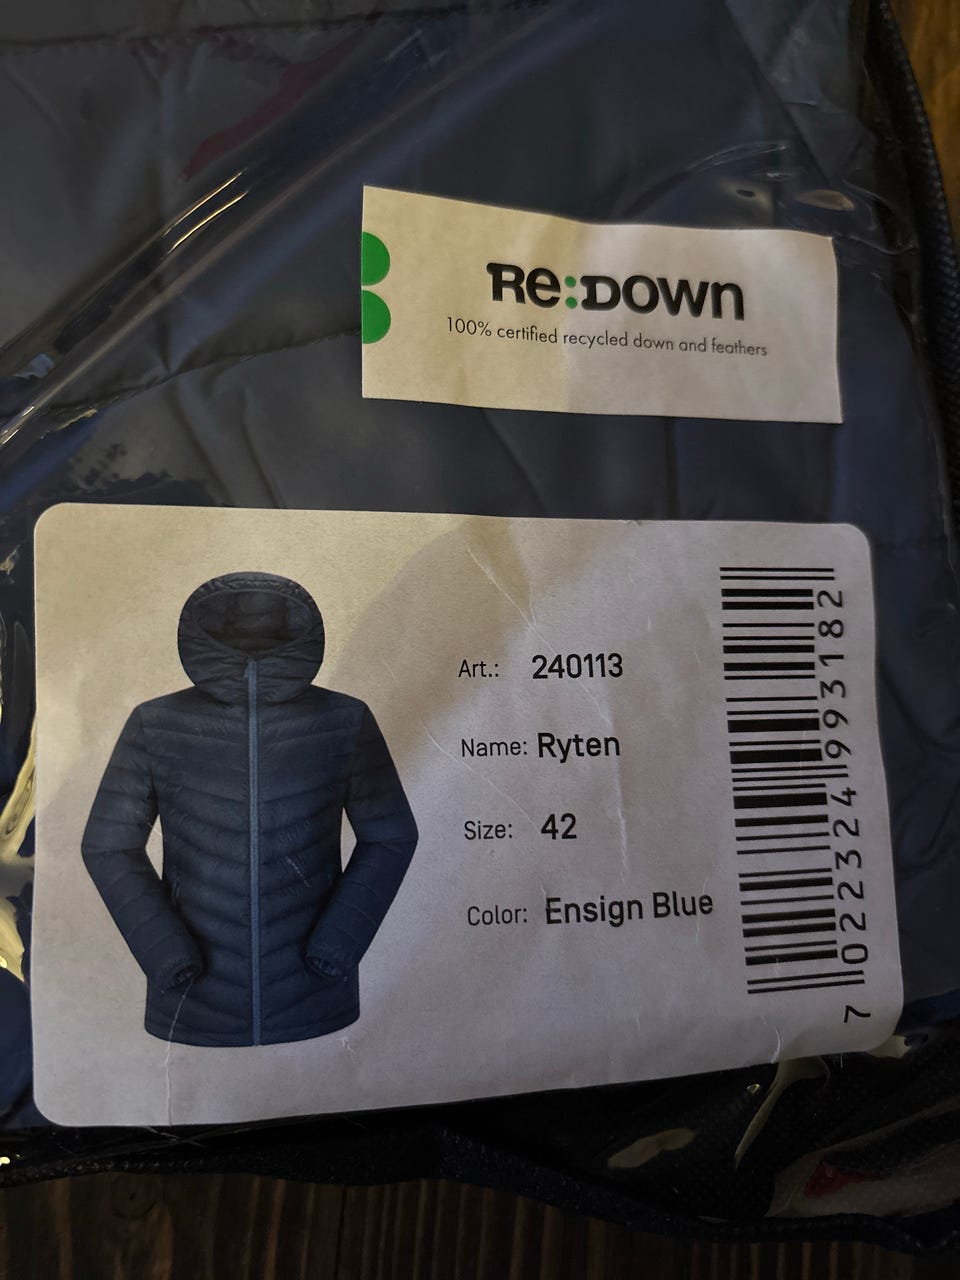 Re:Down
100% certified recycled down and feathers
Art.: 240113
Name: Ryten
Size: 42
Color: Ensign Blue
7022324993182